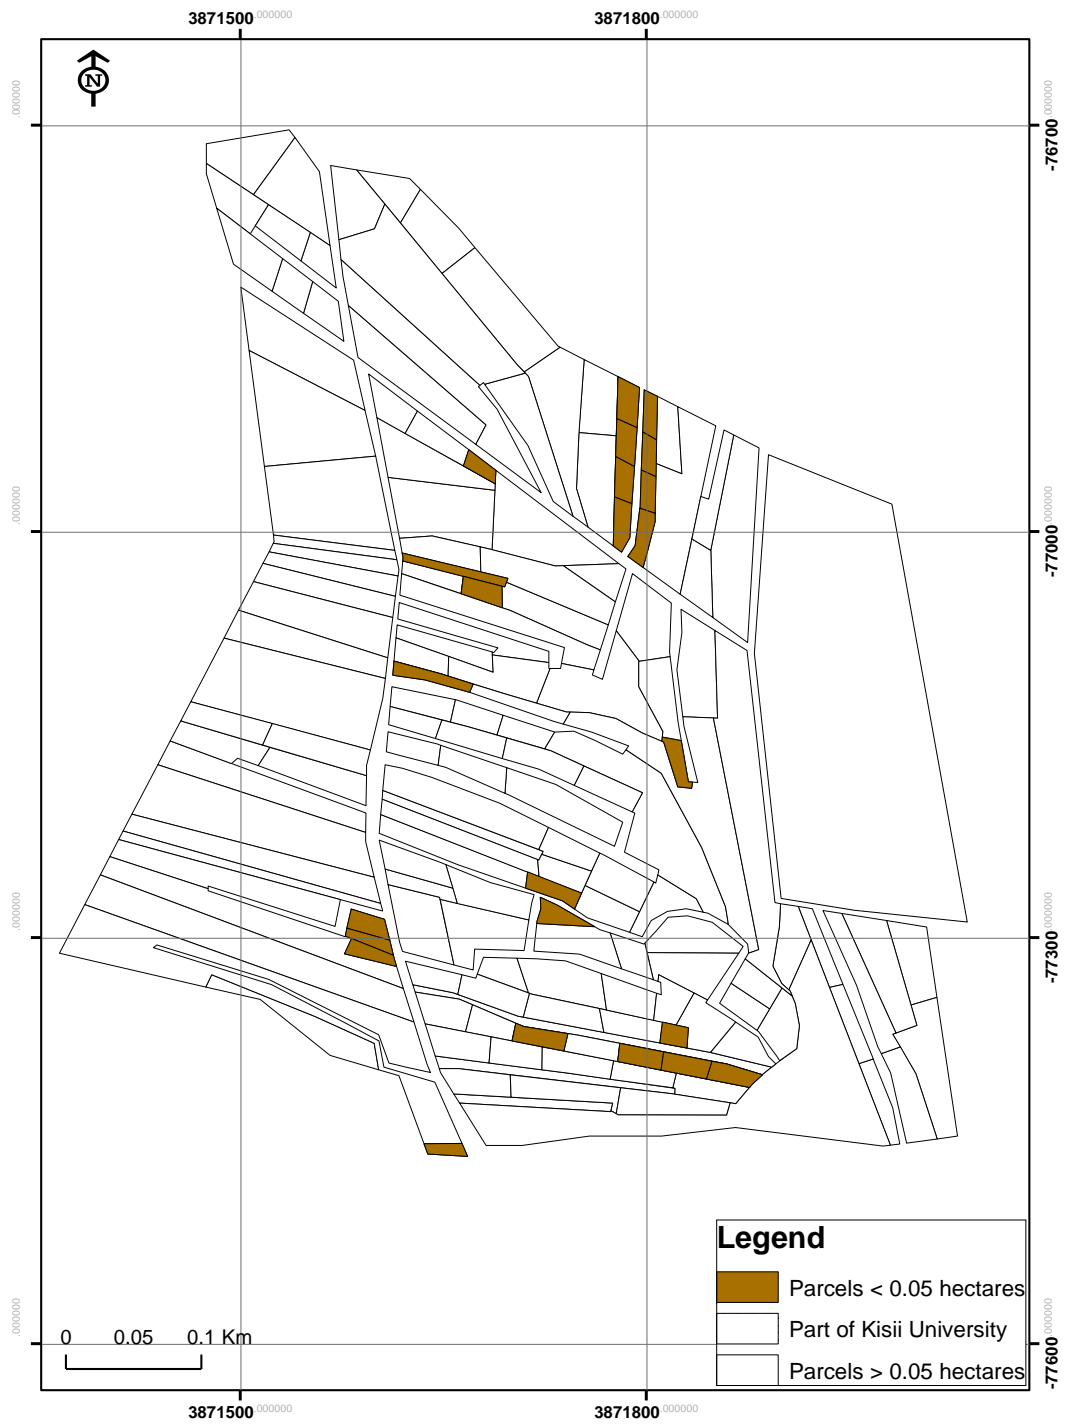 3871500.000000 3871800.000000
N
.000000 -76700.000000
.000000 -77000.000000
.000000 -77300.000000
Legend
Parcels < 0.05 hectares
0 0.05 0.1 Km
Part of Kisii University
.000000 -77600.000000
Parcels > 0.05 hectares
3871500.000000 3871800.000000